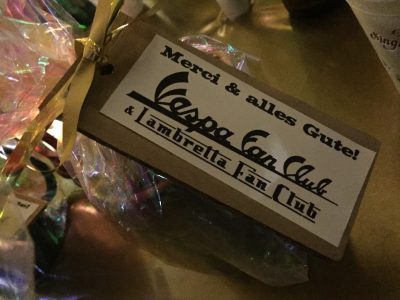 Merci & alles Gute!
Vespa Fan Club
& Lambretta Fan Club